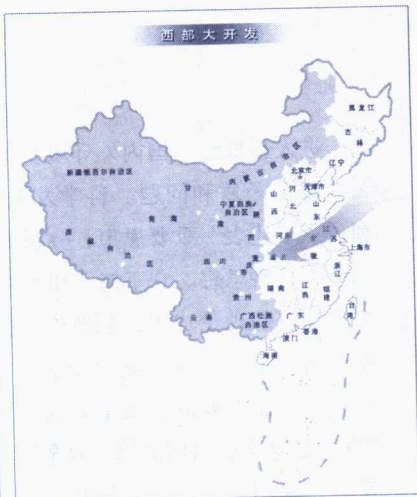 西部大开发
黑龙江
吉林
辽宁
内蒙古自治区
北京市
天津市
新疆维吾尔自治区
甘肃
宁夏回族
自治区
山西
河北
山东
青海
陕西
河南
江苏
安徽
上海市
西藏自治区
四川
重庆市
湖北
浙江
湖南
江西
福建
贵州
云南
广西壮族
自治区
广东
台湾
香港
澳门
海南